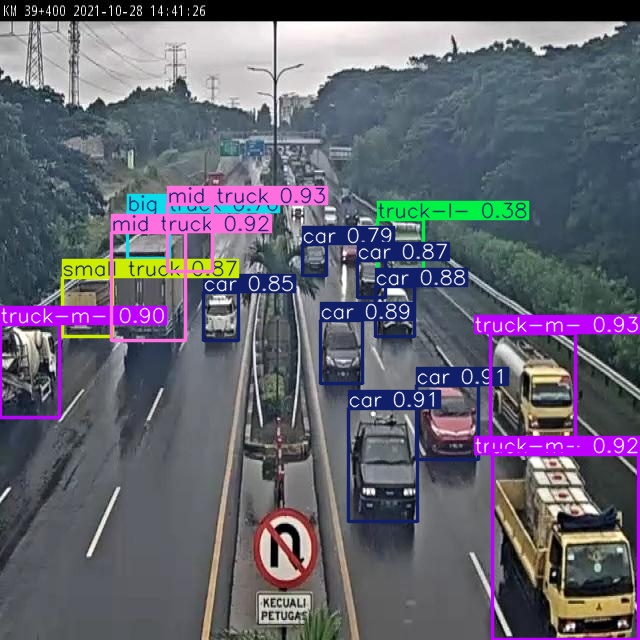 KM 39+400 2021-10-28 14:41:26
mid truck 0.93
big truck 0.76
truck-l- 0.38
mid truck 0.92
car 0.79
car 0.87
small truck 0.87
car 0.85
car 0.88
truck-m- 0.90
car 0.89
truck-m- 0.93
car 0.91
car 0.91
truck-m- 0.92
KECUALI
PETUGAS